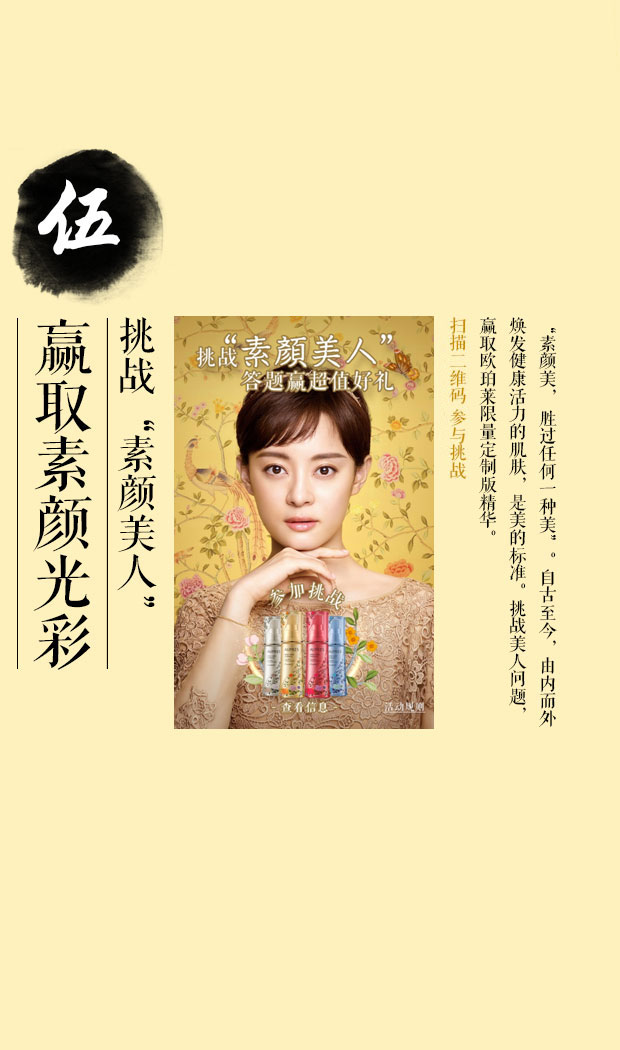 伍
挑战“素颜美人”
赢取素颜光彩
挑战“素顏美人”
答题赢超值好礼
参加挑战
查看信息
活动规则
“素颜美，胜过任何一种美”。自古至今，由内而外
焕发健康活力的肌肤，是美的标准。挑战美人问题，
赢取欧珀莱限量定制版精华。
扫描二维码 参与挑战